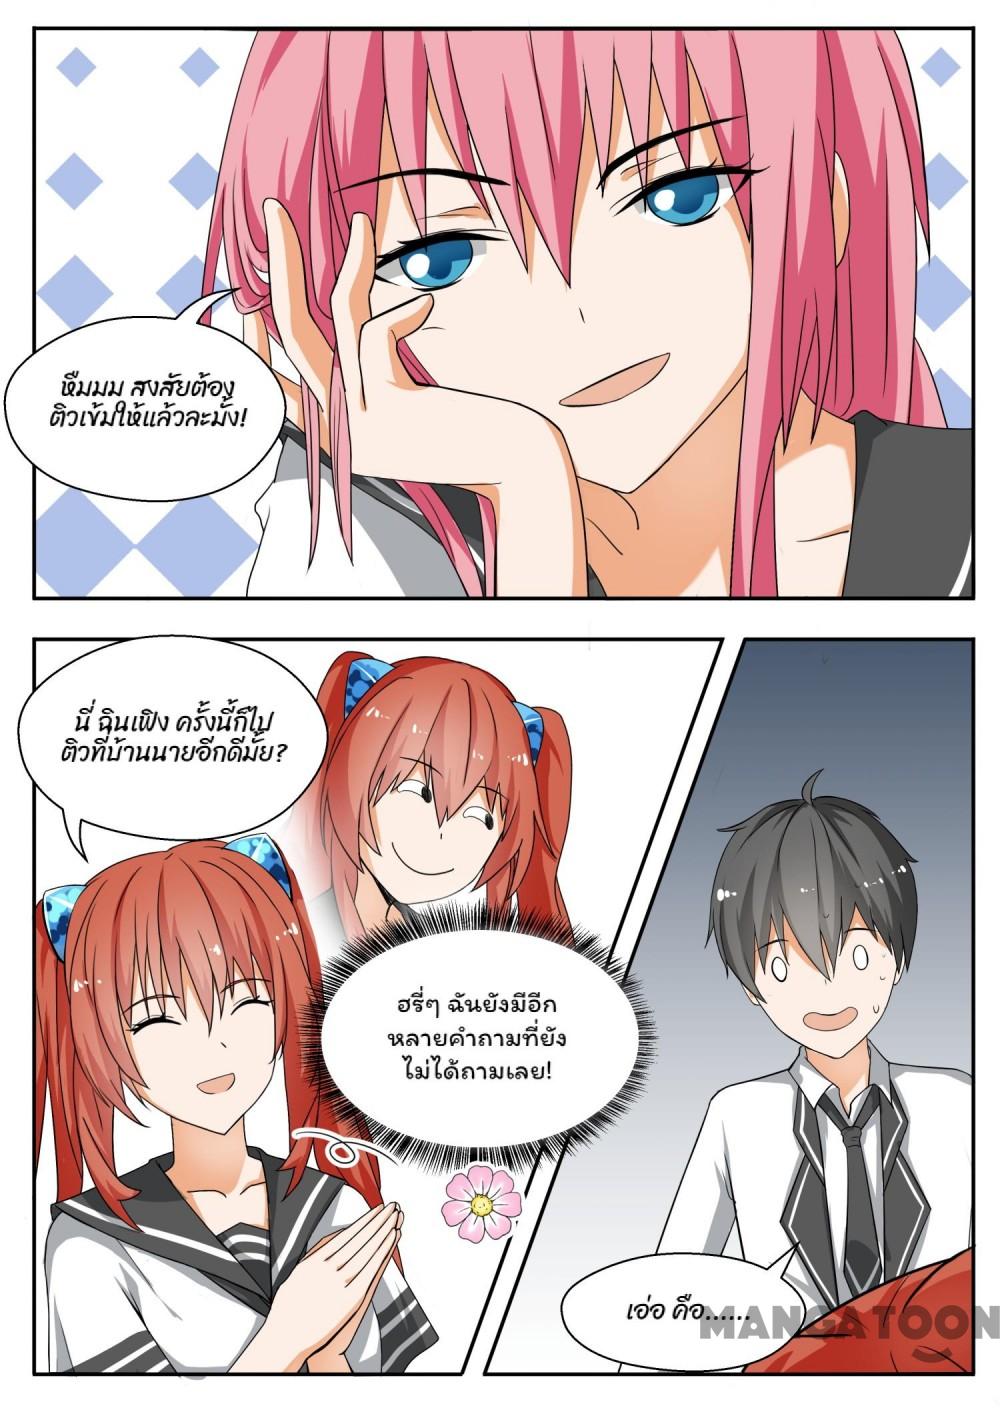 หืมมม สงสัยต้อง
ติวเข้มให้แล้วละมั้ง!
นี่ ฉินเฟิง ครั้งนี้ก็ไป
ติวที่บ้านนายอีกดีมั้ย?
ฮรี่ๆ ฉันยังมีอีก
หลายคำถามที่ยัง
ไม่ได้ถามเลย!
เอ่อ คือ......
MANGATOON